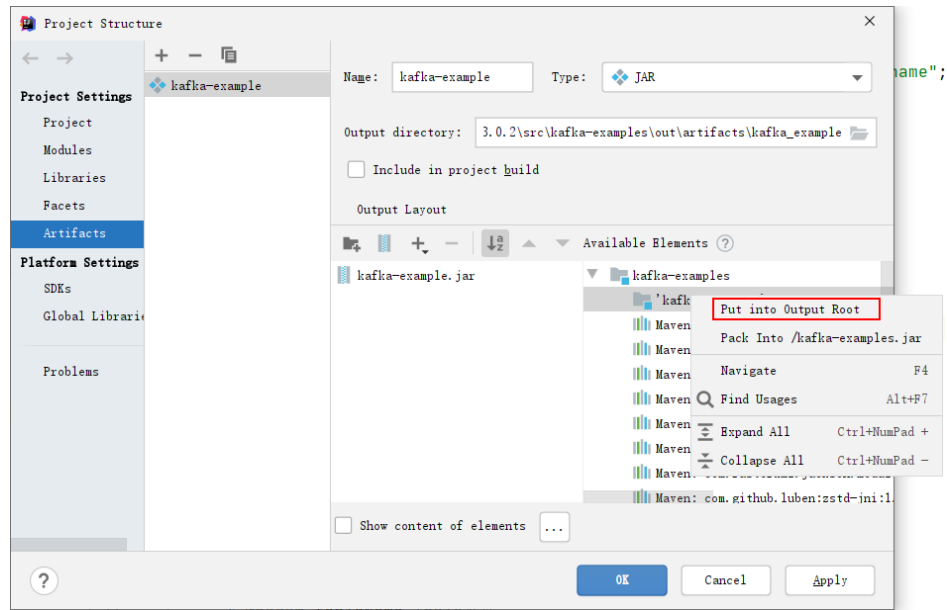 Project Structure
Project Settings
Project
Modules
Libraries
Facets
Artifacts
Platform Settings
SDKs
Global Librari
Problems
kafka-example
Name: kafka-example Type: JAR
Output directory: 3.0.2\src\kafka-examples\out\artifacts\kafka_example
Include in project build
Output Layout
Available Elements ?
kafka-example.jar
kafka-examples
'kafk
Maven
Maven
Maven
Maven
Maven
Maven
Maven:
Maven: com.github.luben:zstd-jni:1.
Put into Output Root
Pack Into /kafka-examples.jar
Navigate F4
Find Usages Alt+F7
Expand All Ctrl+NumPad +
Collapse All Ctrl+NumPad -
Show content of elements ...
? OK Cancel Apply
name";